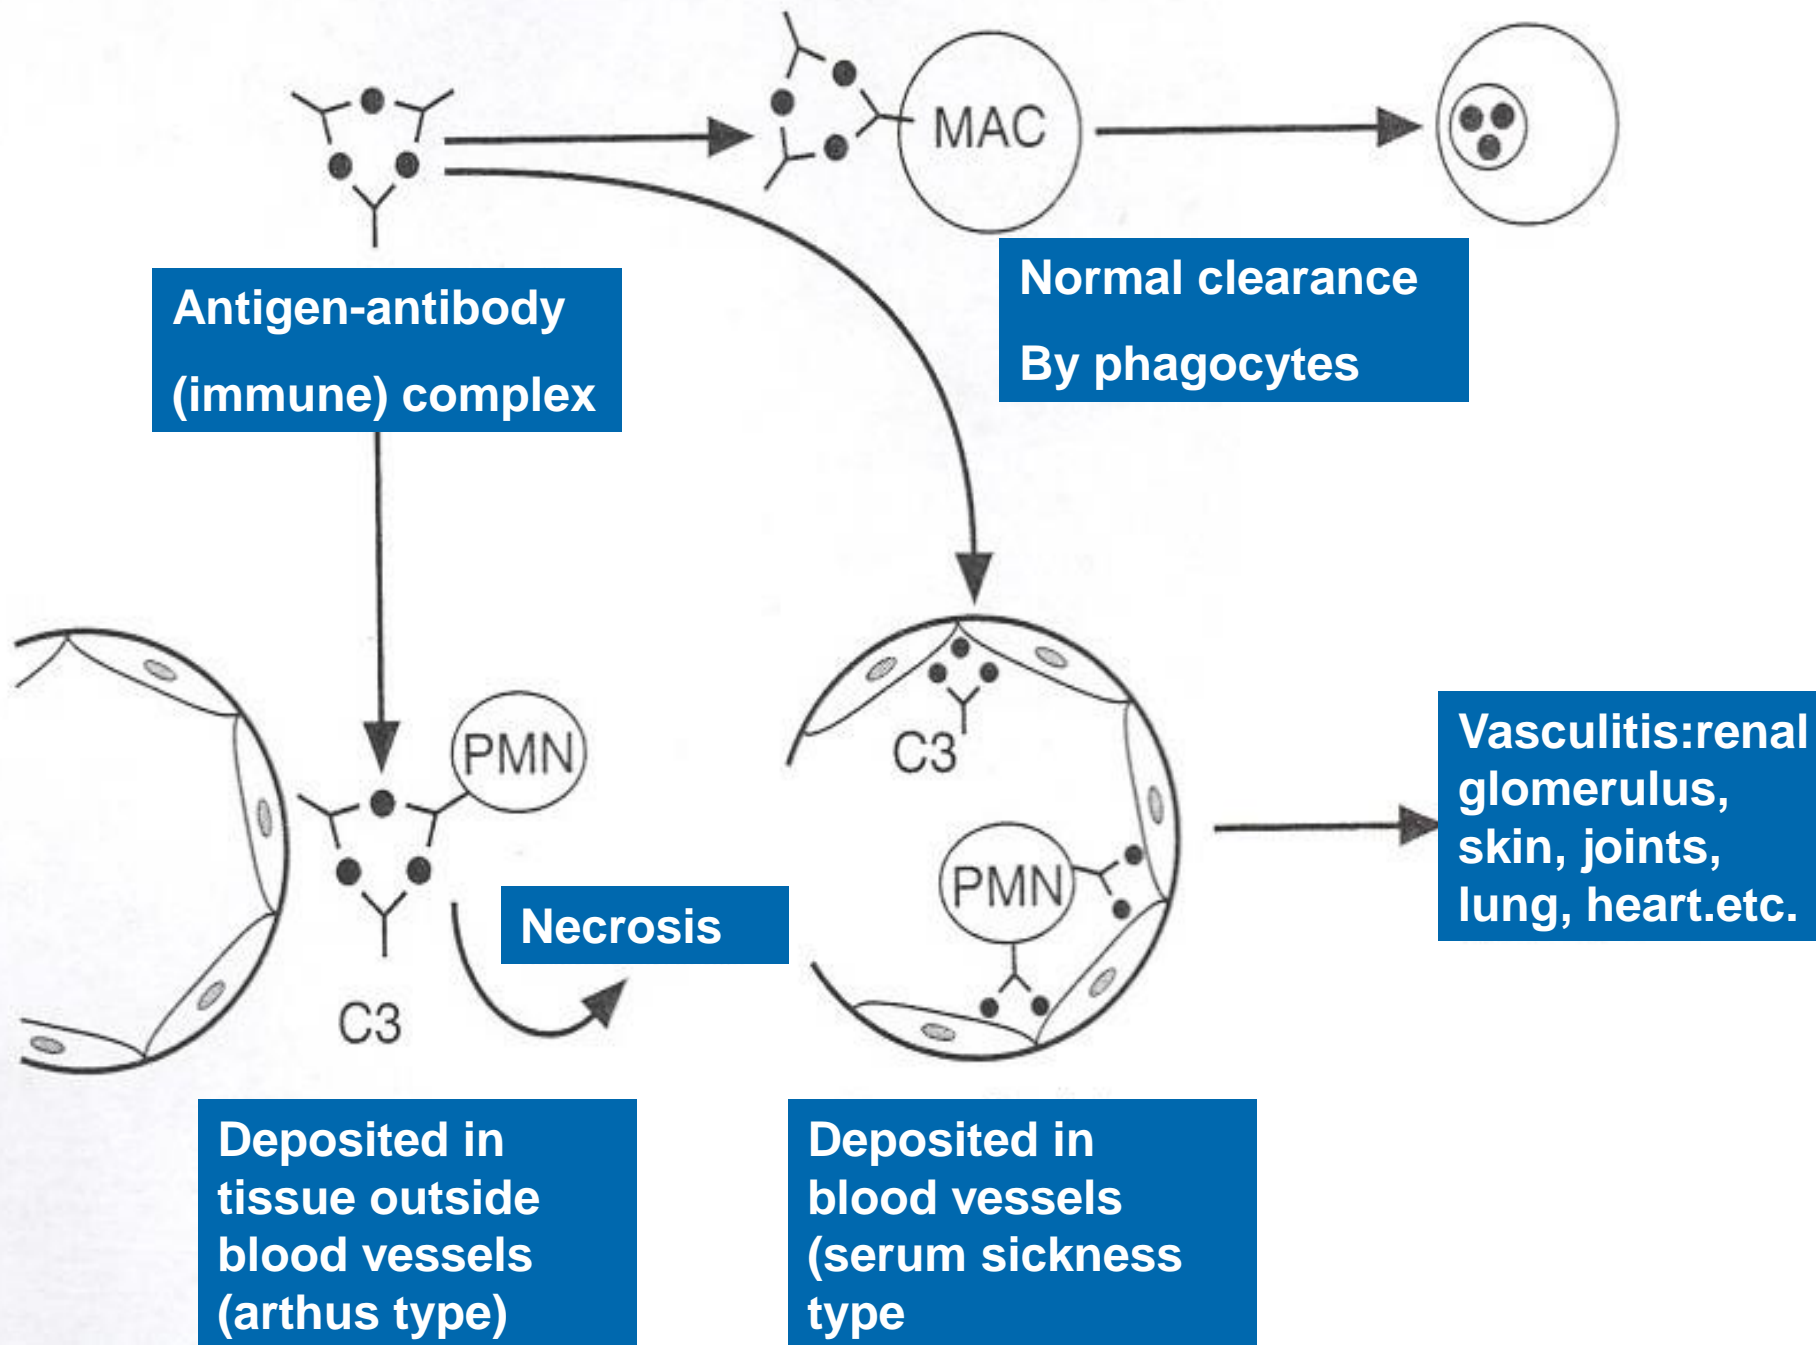 MAC
Antigen-antibody
(immune) complex
Normal clearance
By phagocytes
PMN
C3
Necrosis
C3
PMN
Vasculitis:renal
glomerulus,
skin, joints,
lung, heart.etc.
Deposited in
tissue outside
blood vessels
(arthus type)
Deposited in
blood vessels
(serum sickness
type